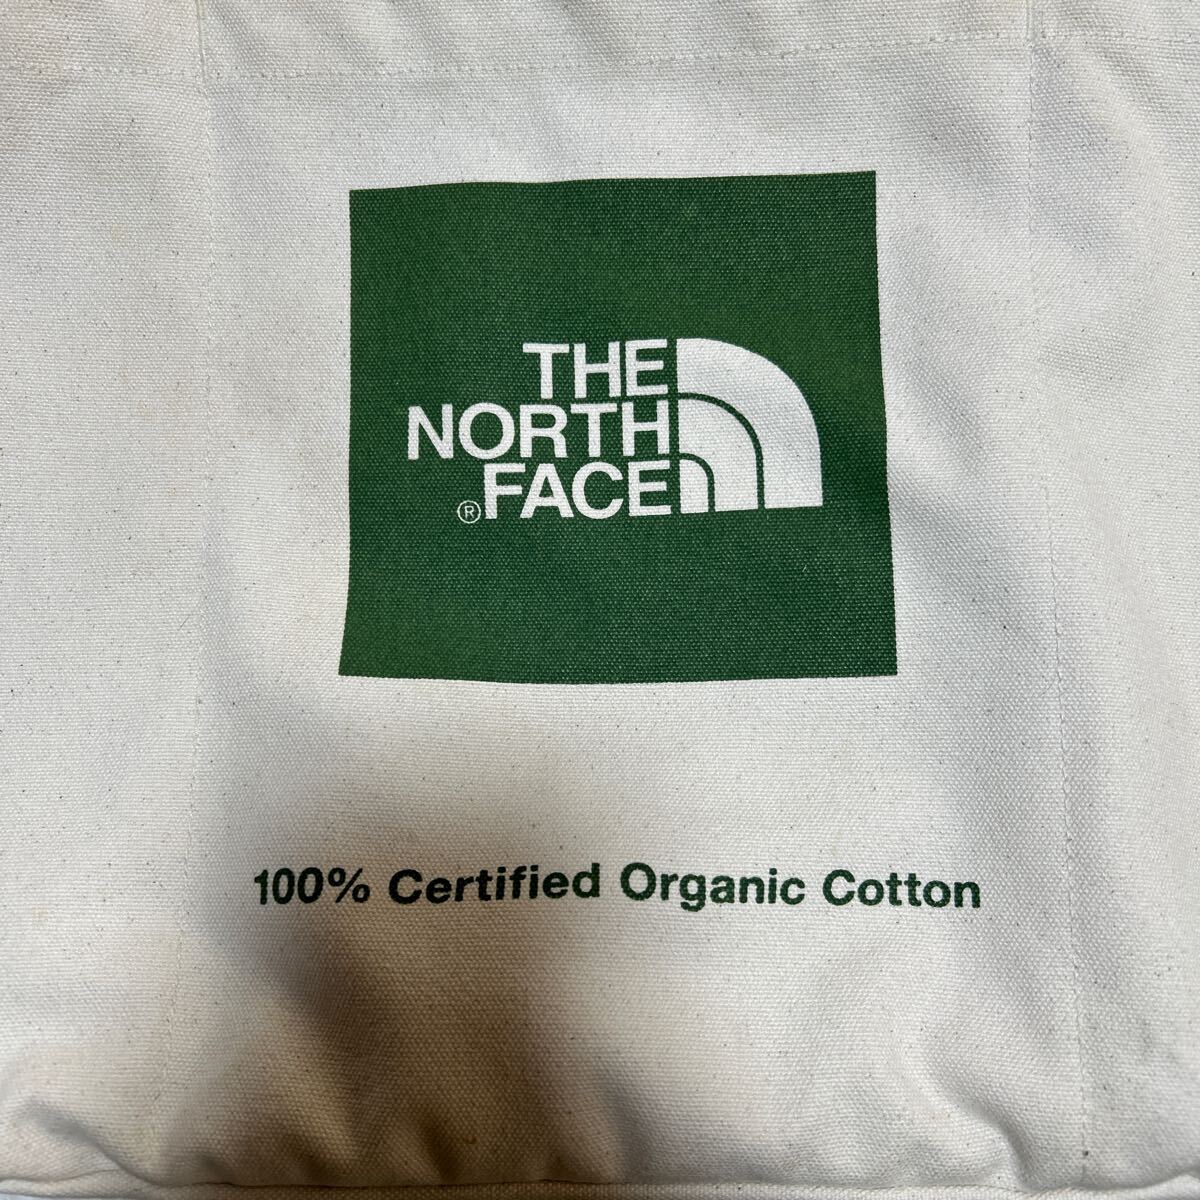 THE
NORTH
®FACE
100% Certified Organic Cotton